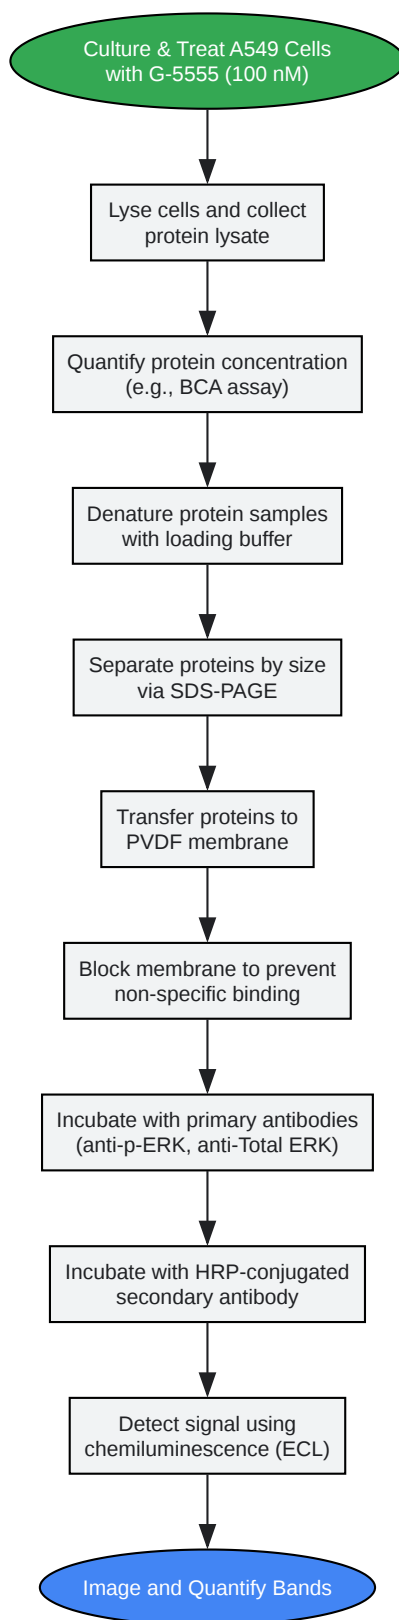 Culture & Treat A549 Cells
with G-5555 (100 nM)
Lyse cells and collect
protein lysate
Quantify protein concentration
(e.g., BCA assay)
Denature protein samples
with loading buffer
Separate proteins by size
via SDS-PAGE
Transfer proteins to
PVDF membrane
Block membrane to prevent
non-specific binding
Incubate with primary antibodies
(anti-p-ERK, anti-Total ERK)
Incubate with HRP-conjugated
secondary antibody
Detect signal using
chemiluminescence (ECL)
Image and Quantify Bands